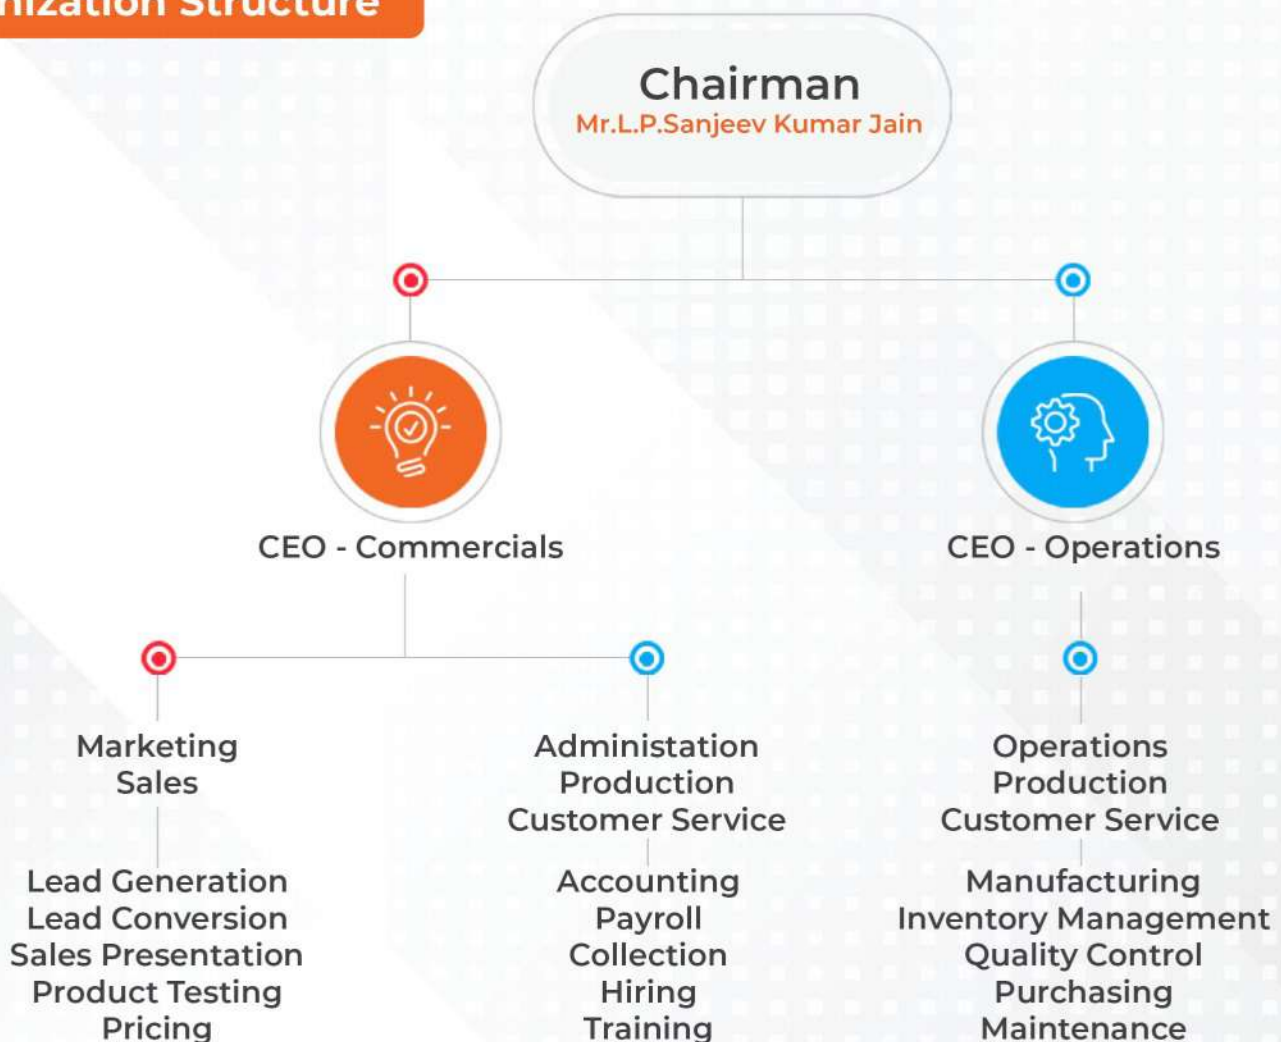 nization Structure
Chairman
Mr.L.P.Sanjeev Kumar Jain
CEO - Commercials
CEO - Operations
Marketing
Sales
Administation
Production
Customer Service
Operations
Production
Customer Service
Lead Generation
Lead Conversion
Sales Presentation
Product Testing
Pricing
Accounting
Payroll
Collection
Hiring
Training
Manufacturing
Inventory Management
Quality Control
Purchasing
Maintenance